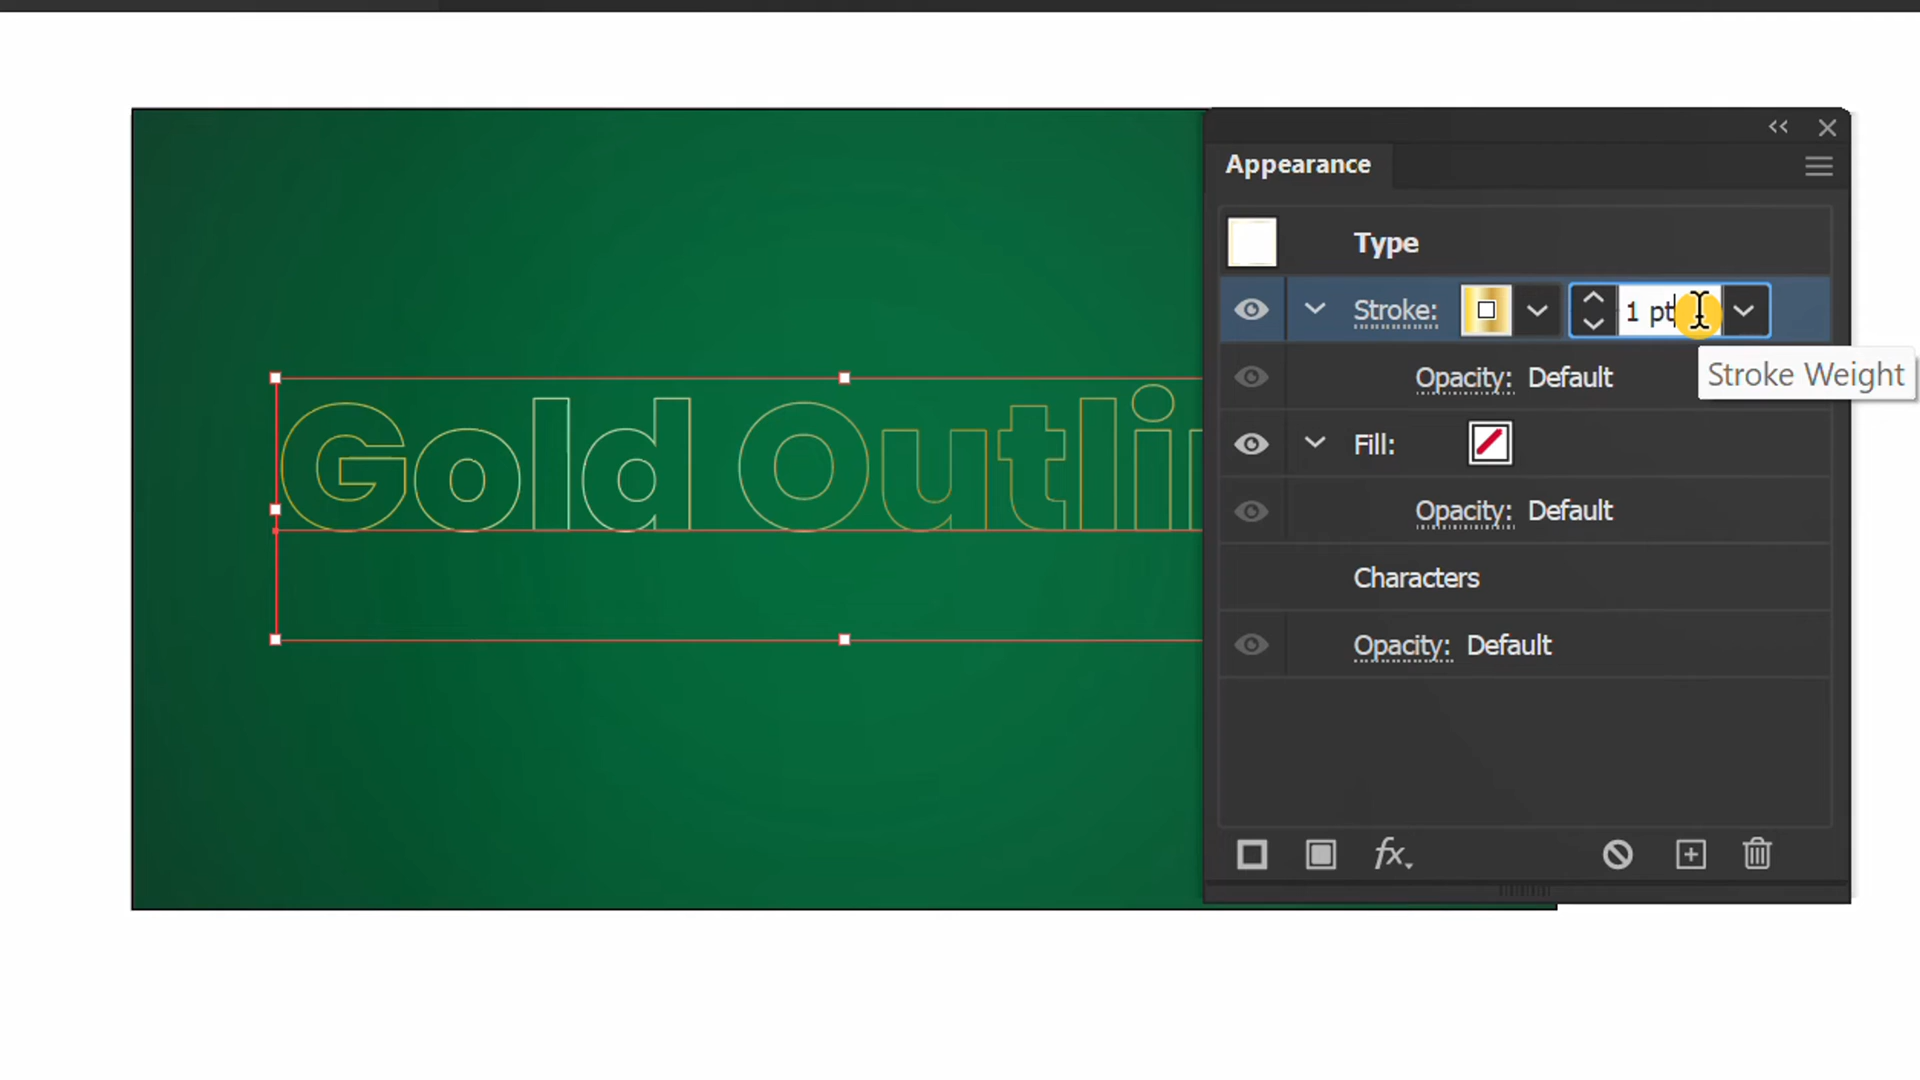 Appearance
Type
Stroke: 1 pt
Opacity: Default
Stroke Weight
Fill:
Opacity: Default
Characters
Opacity: Default
fx
Gold Outli